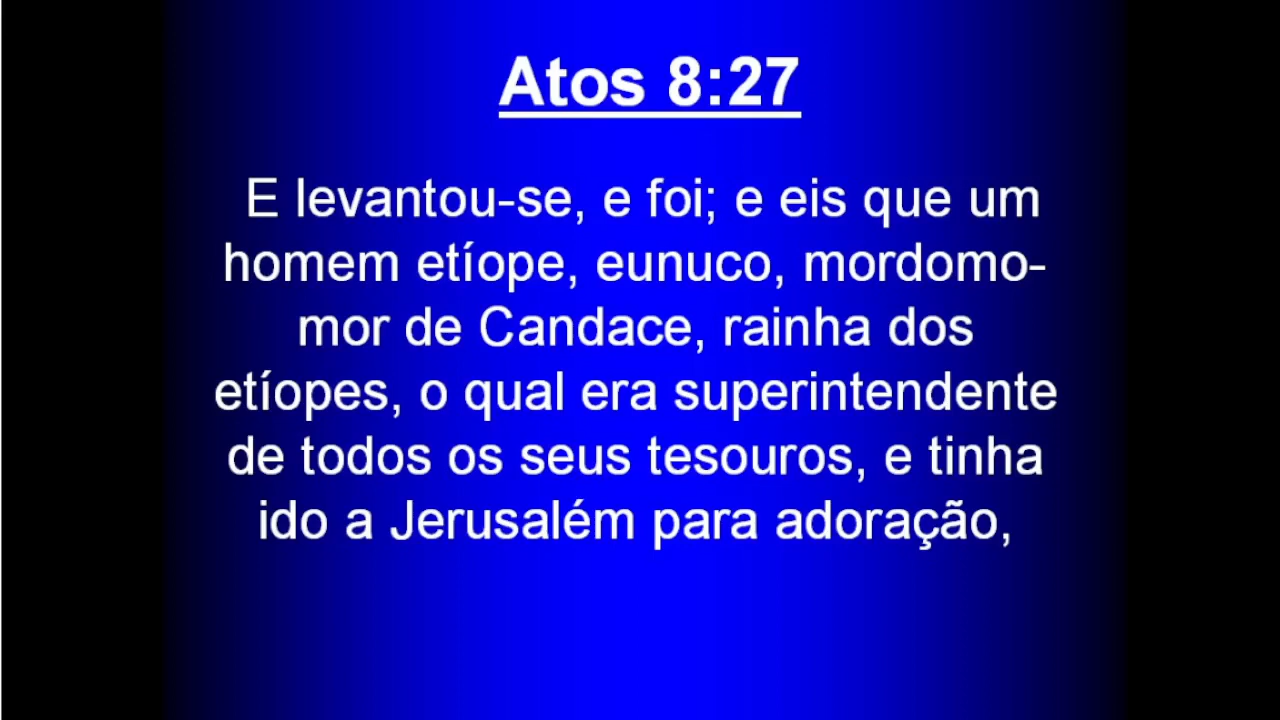 Atos 8:27
E levantou-se, e foi; e eis que um
homem etíope, eunuco, mordomo-
mor de Candace, rainha dos
etíopes, o qual era superintendente
de todos os seus tesouros, e tinha
ido a Jerusalém para adoração,